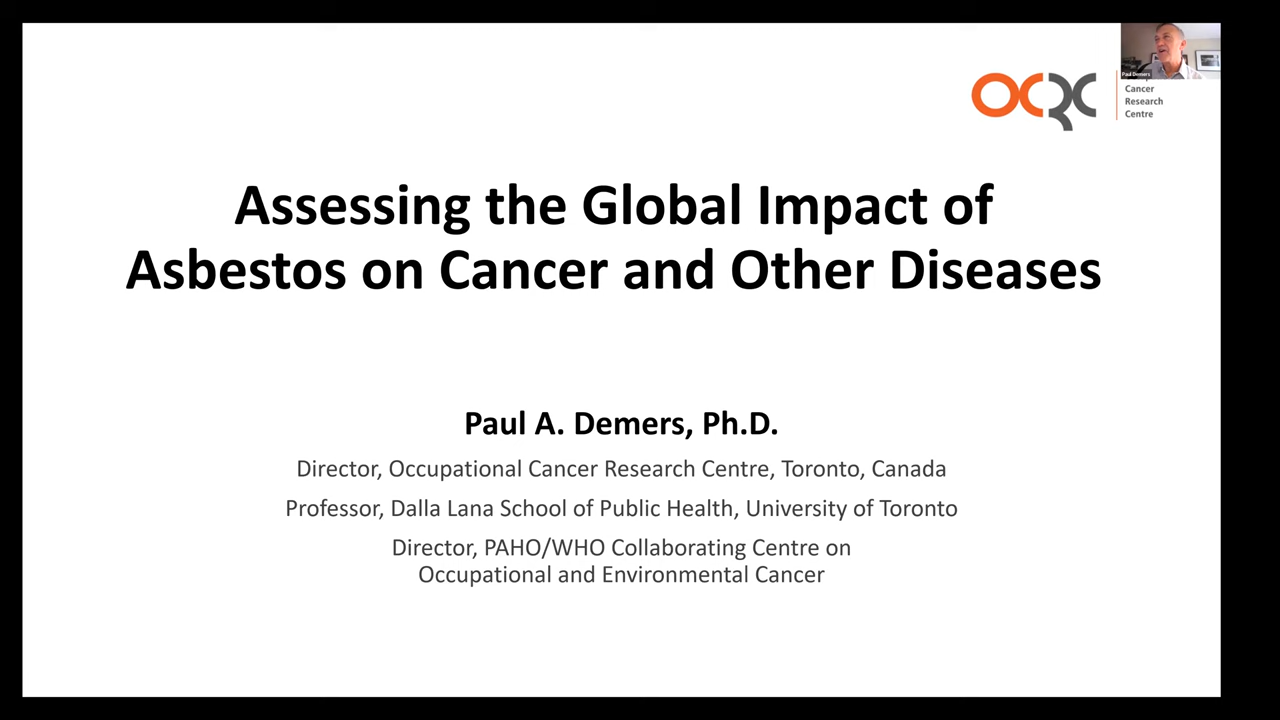 Paul Demers
OCRC
Cancer
Research
Centre
Assessing the Global Impact of
Asbestos on Cancer and Other Diseases
Paul A. Demers, Ph.D.
Director, Occupational Cancer Research Centre, Toronto, Canada
Professor, Dalla Lana School of Public Health, University of Toronto
Director, PAHO/WHO Collaborating Centre on
Occupational and Environmental Cancer